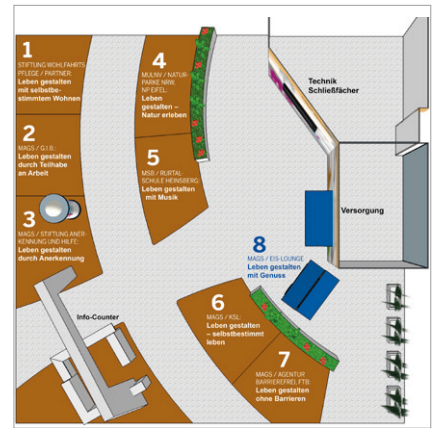 1
STIFTUNG WOHLFAHRTS-
PFLEGE / PARTNER:
Leben gestalten
mit selbstbe-
stimmtem Wohnen
2
MAGS / G.I.B.:
Leben gestalten
durch Teilhabe
an Arbeit
3
MAGS / STIFTUNG ANER-
KENNUNG UND HILFE:
Leben gestalten
durch Anerkennung
4
MULNV / NATUR-
PARKE NRW,
NP EIFEL:
Leben
gestalten –
Natur erleben
5
MSB / RURTAL-
SCHULE HEINSBERG:
Leben gestalten
mit Musik
Technik
Schließfächer
Versorgung
8
MAGS / EIS-LOUNGE
Leben gestalten
mit Genuss
6
MAGS / KSL:
Leben gestalten
– selbstbestimmt
leben
7
MAGS / AGENTUR
BARRIEREFREI, FTB:
Leben gestalten
ohne Barrieren
Info-Counter